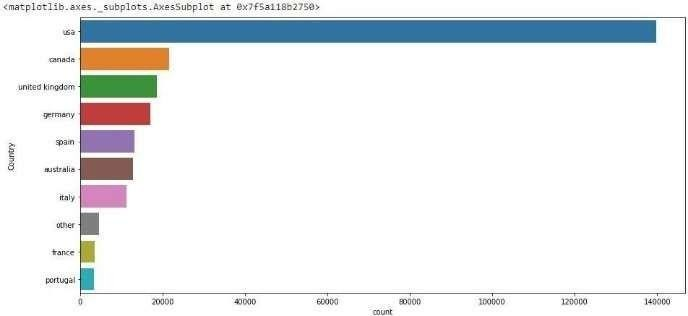 <matplotlib.axes._subplots.AxesSubplot at 0x7f5a118b2750>
usa
canada
united kingdom
germany
spain
australia
italy
other
france
portugal
Country
0 20000 40000 60000 80000 100000 120000 140000
count